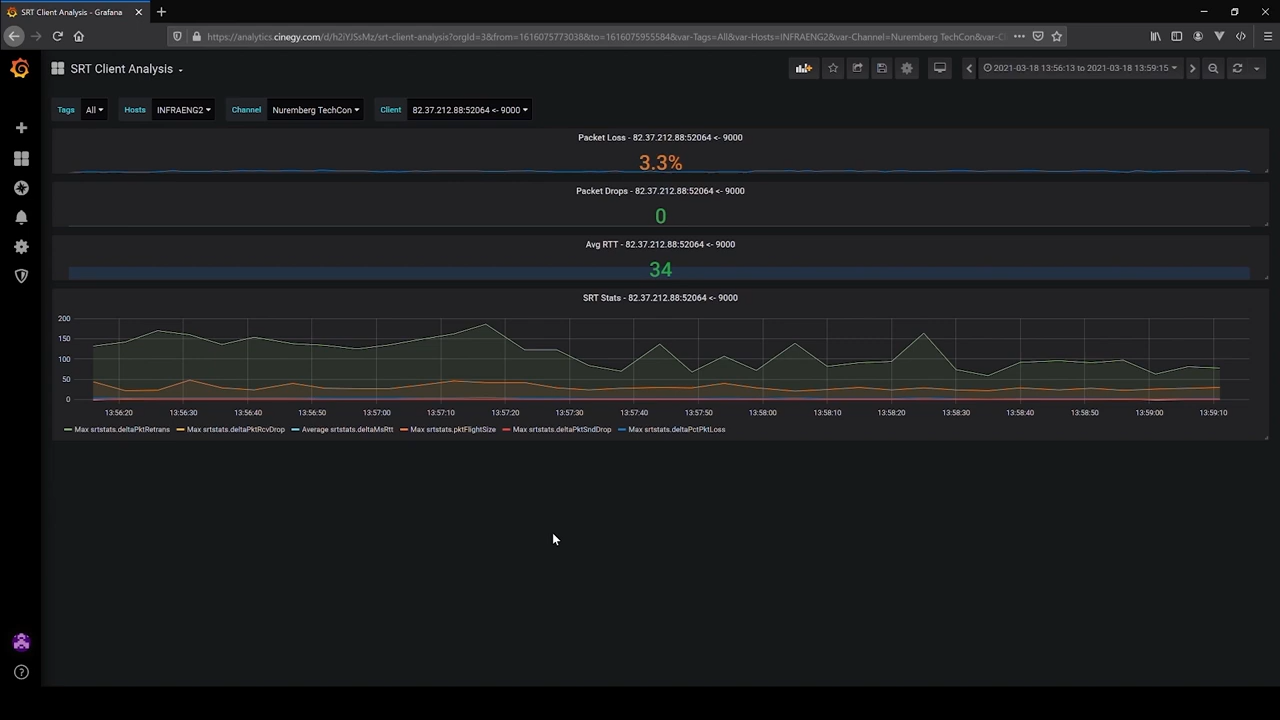 SRT Client Analysis - Grafana
https://analytics.cinegy.com/d/h2iYJSsMz/srt-client-analysis?orgId=3&from=1616075773038&to=1616075955584&var-Tags=All&var-Hosts=INFRAENG2&var-Channel=Nuremberg TechCon&var-C
SRT Client Analysis
2021-03-18 13:56:13 to 2021-03-18 13:59:15
Tags All Hosts INFRAENG2 Channel Nuremberg TechCon Client 82.37.212.88:52064 <- 9000
Packet Loss - 82.37.212.88:52064 <- 9000
3.3%
Packet Drops - 82.37.212.88:52064 <- 9000
0
Avg RTT - 82.37.212.88:52064 <- 9000
34
SRT Stats - 82.37.212.88:52064 <- 9000
200
150
100
50
0
13:56:20 13:56:30 13:56:40 13:56:50 13:57:00 13:57:10 13:57:20 13:57:30 13:57:40 13:57:50 13:58:00 13:58:10 13:58:20 13:58:30 13:58:40 13:58:50 13:59:00 13:59:10
Max srtstats.deltaPktRetrans Max srtstats.deltaPktRcvDrop Average srtstats.deltaMsRtt Max srtstats.pktFlightSize Max srtstats.deltaPktSndDrop Max srtstats.deltaPctPktLoss